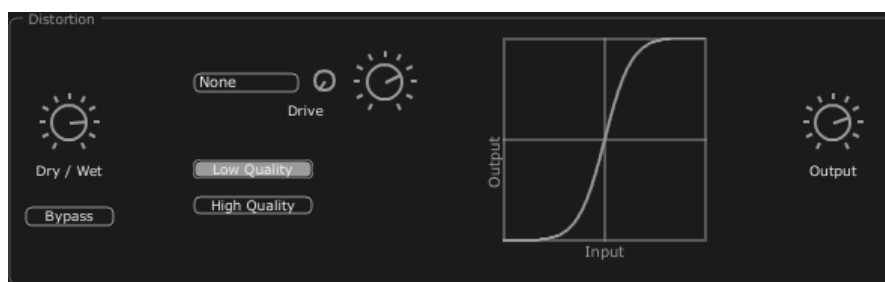 Distortion
None
Drive
Dry / Wet
Low Quality
High Quality
Bypass
Output
Input
Output